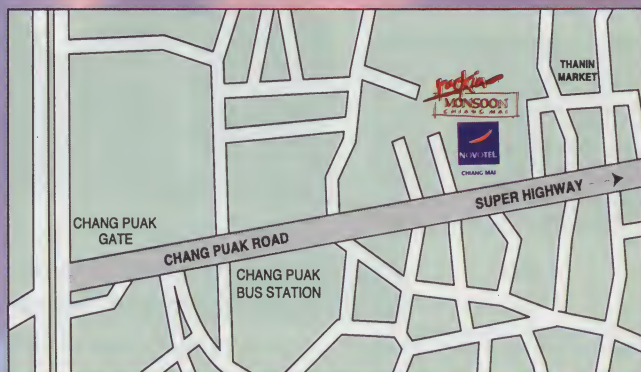 THANIN
MARKET
MONSOON
CHIANG MAI
NOVOTEL
CHIANG MAI
SUPER HIGHWAY
CHANG PUAK
GATE
CHANG PUAK ROAD
CHANG PUAK
BUS STATION